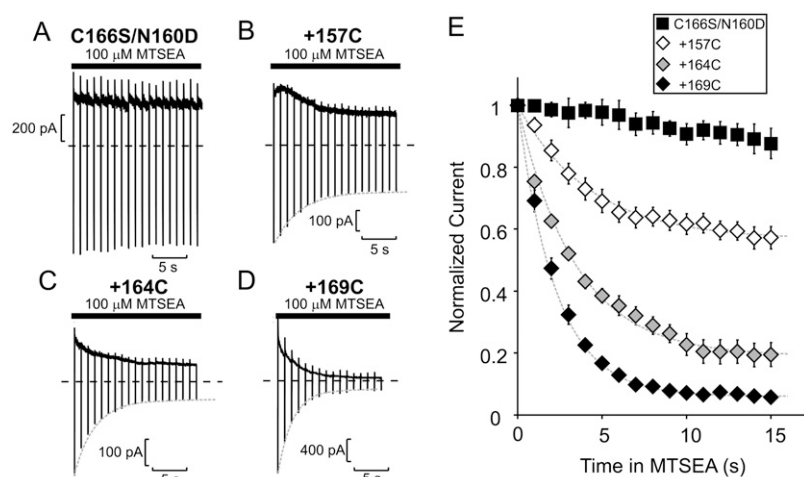 A
C166S/N160D
100 μM MTSEA
200 pA
5 s
B
+157C
100 μM MTSEA
100 pA
5 s
C
+164C
100 μM MTSEA
100 pA
5 s
D
+169C
100 μM MTSEA
400 pA
5 s
E
C166S/N160D
+157C
+164C
+169C
Normalized Current
1
0.8
0.6
0.4
0.2
0
0 5 10 15
Time in MTSEA (s)